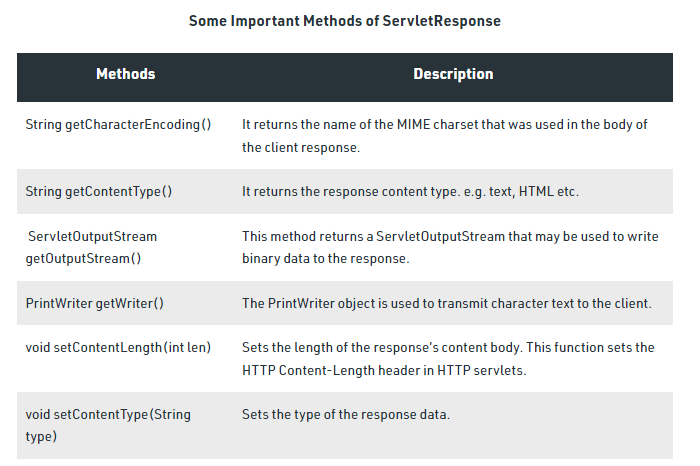 Some Important Methods of ServletResponse
Methods Description
String getCharacterEncoding() It returns the name of the MIME charset that was used in the body of
the client response.
String getContentType() It returns the response content type. e.g. text, HTML etc.
ServletOutputStream This method returns a ServletOutputStream that may be used to write
getOutputStream() binary data to the response.
PrintWriter getWriter() The PrintWriter object is used to transmit character text to the client.
void setContentLength(int len) Sets the length of the response's content body. This function sets the
HTTP Content-Length header in HTTP servlets.
void setContentType(String Sets the type of the response data.
type)